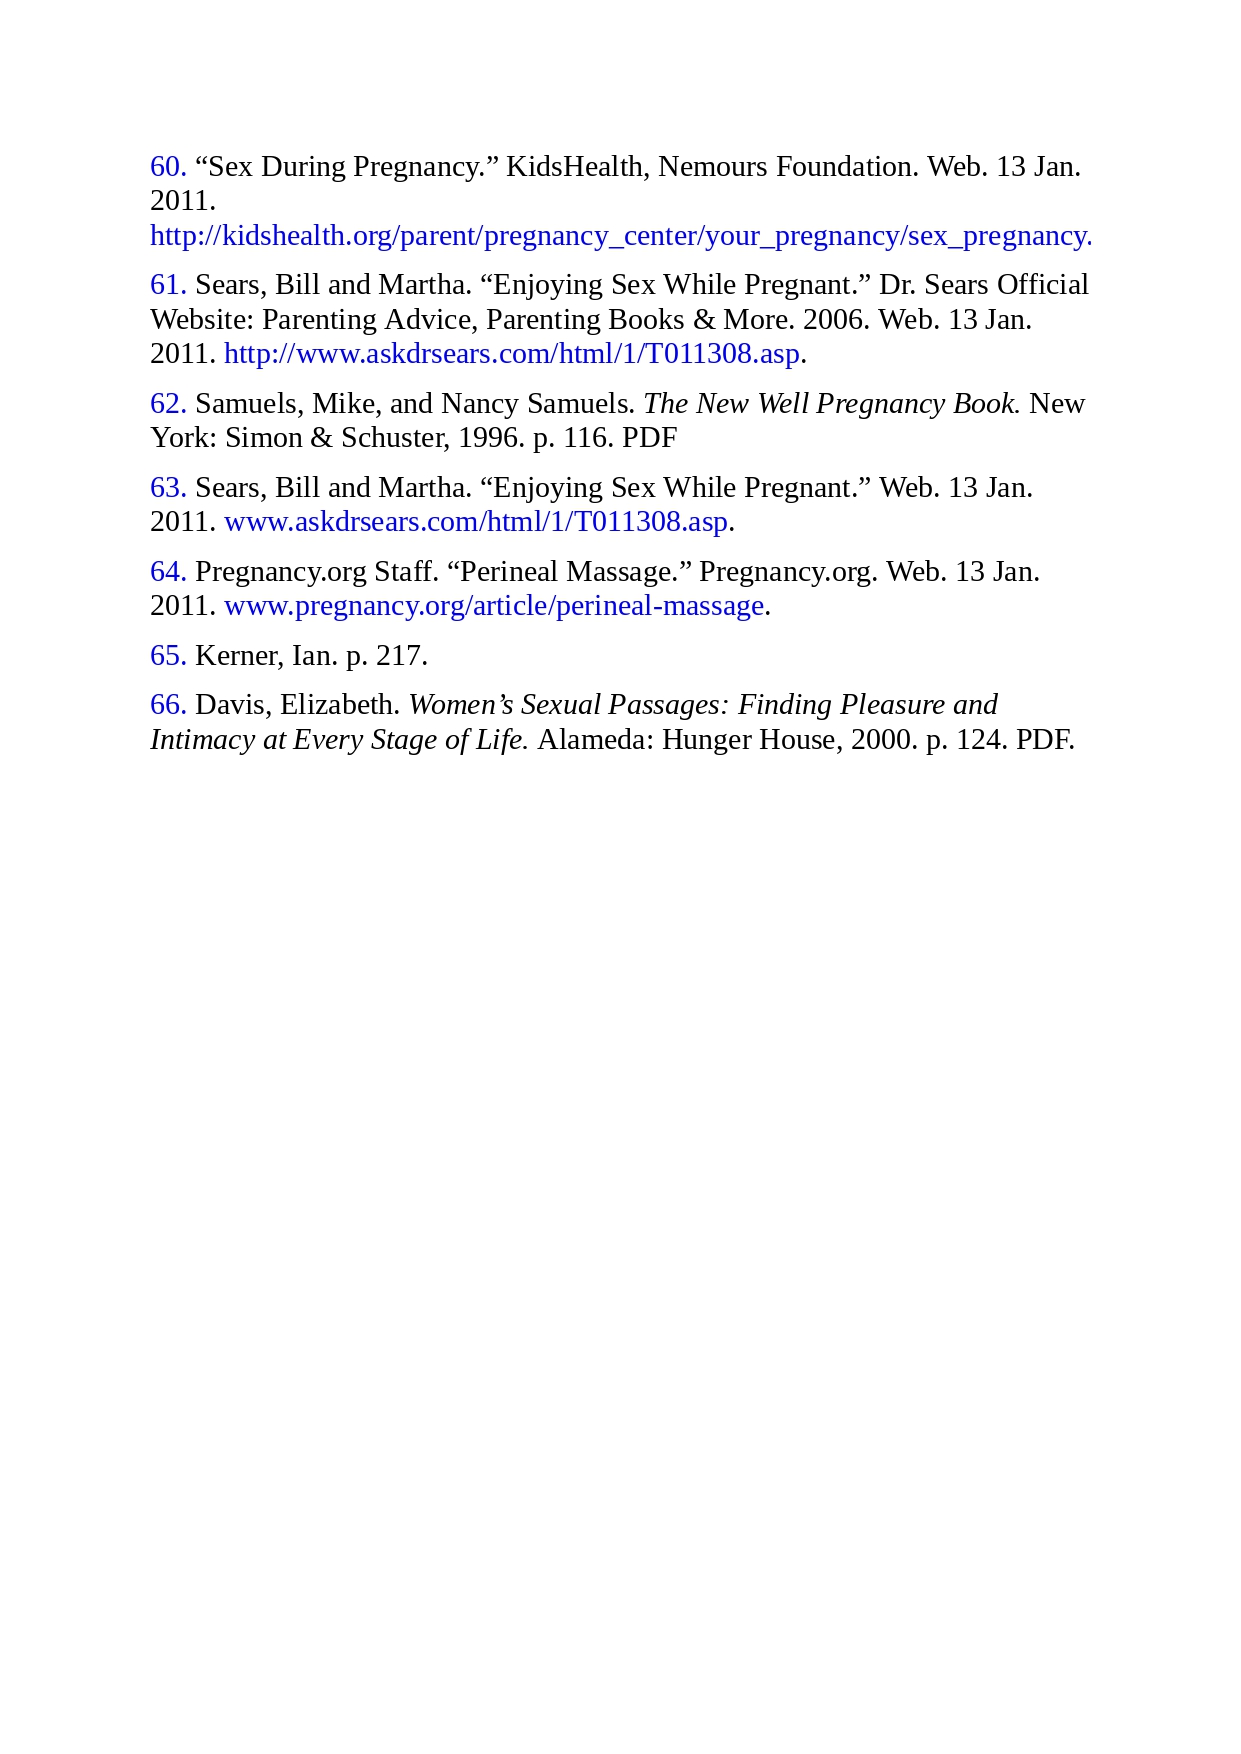 60. “Sex During Pregnancy.” KidsHealth, Nemours Foundation. Web. 13 Jan.
2011.
http://kidshealth.org/parent/pregnancy_center/your_pregnancy/sex_pregnancy.
61. Sears, Bill and Martha. “Enjoying Sex While Pregnant.” Dr. Sears Official
Website: Parenting Advice, Parenting Books & More. 2006. Web. 13 Jan.
2011. http://www.askdrsears.com/html/1/T011308.asp.
62. Samuels, Mike, and Nancy Samuels. The New Well Pregnancy Book. New
York: Simon & Schuster, 1996. p. 116. PDF
63. Sears, Bill and Martha. “Enjoying Sex While Pregnant.” Web. 13 Jan.
2011. www.askdrsears.com/html/1/T011308.asp.
64. Pregnancy.org Staff. “Perineal Massage.” Pregnancy.org. Web. 13 Jan.
2011. www.pregnancy.org/article/perineal-massage.
65. Kerner, Ian. p. 217.
66. Davis, Elizabeth. Women’s Sexual Passages: Finding Pleasure and
Intimacy at Every Stage of Life. Alameda: Hunger House, 2000. p. 124. PDF.